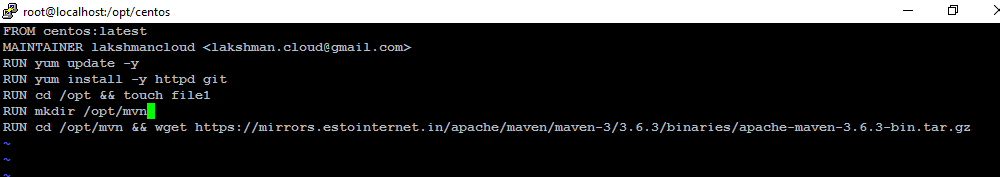 root@localhost:/opt/centos
FROM centos:latest
MAINTAINER lakshmancloud <lakshman.cloud@gmail.com>
RUN yum update -y
RUN yum install -y httpd git
RUN cd /opt && touch file1
RUN mkdir /opt/mvn
RUN cd /opt/mvn && wget https://mirrors.estointernet.in/apache/maven/maven-3/3.6.3/binaries/apache-maven-3.6.3-bin.tar.gz
~
~
~